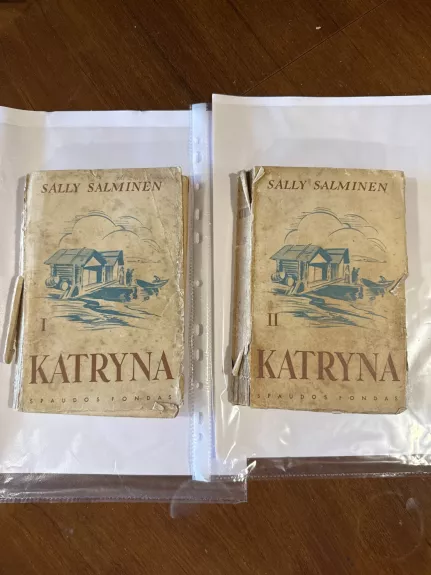 SALLY SALMINEN
I
KATRYNA
SPAUDOS FONDAS
SALLY SALMINEN
II
KATRYNA
SPAUDOS FONDAS